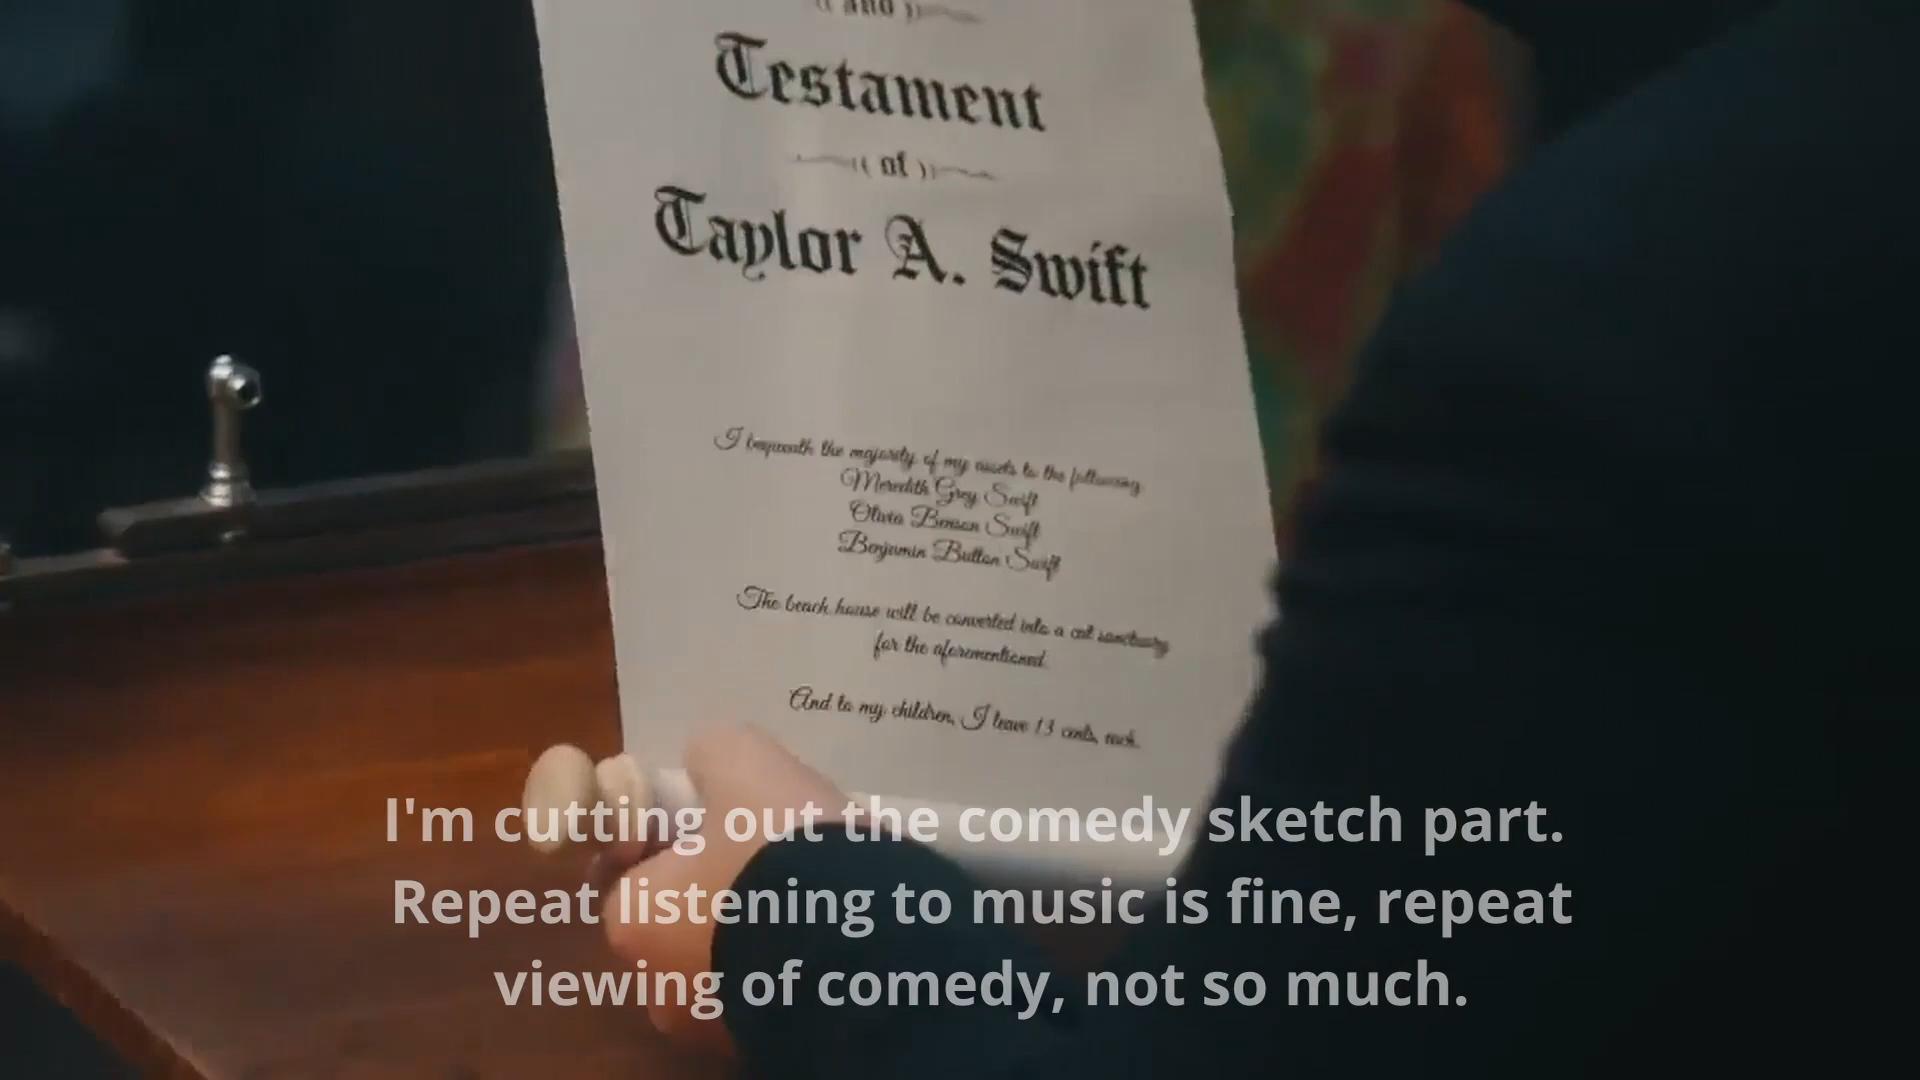 and
Testament
of
Taylor A. Swift
I bequeath the majority of my assets to the following
Meredith Grey Swift
Olivia Benson Swift
Benjamin Button Swift
The beach house will be converted into a cat sanctuary
for the aforementioned.
And to my children, I leave 13 cents, each.
I'm cutting out the comedy sketch part.
Repeat listening to music is fine, repeat
viewing of comedy, not so much.